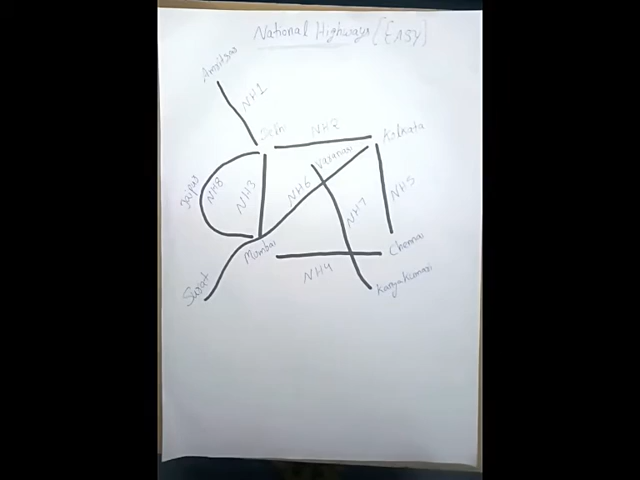 National Highways [EASY]
Amritsar
NH1
Delhi
NH2
Kolkata
Varanasi
Jaipur
NH8
NH3
NH6
NH7
NH5
Mumbai
Chennai
NH4
Surat
Kanyakumari